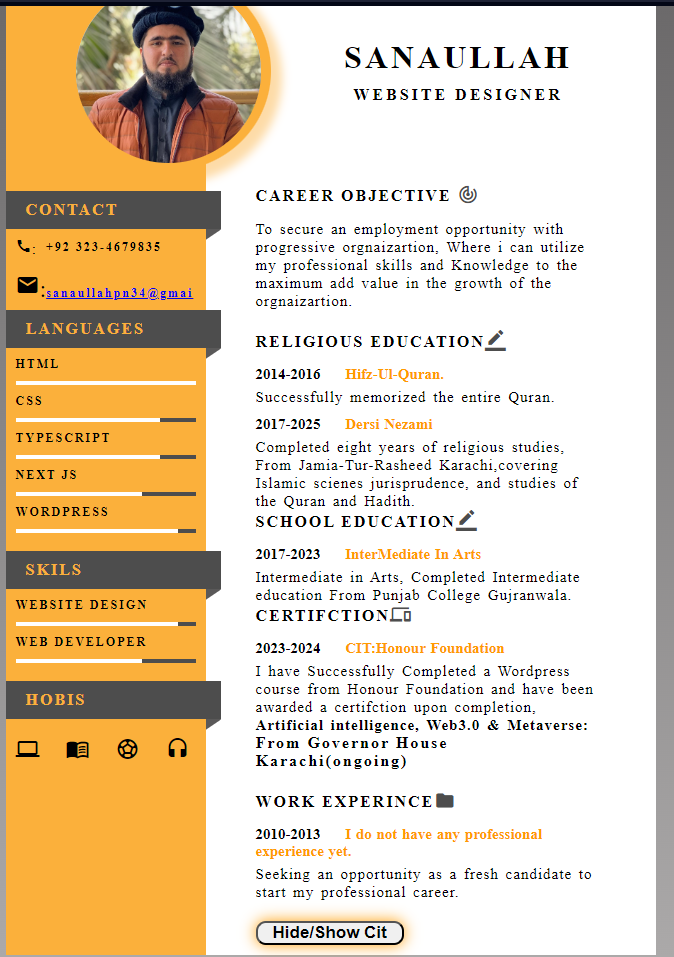 SANAULLAH
WEBSITE DESIGNER
CONTACT
: +92 323-4679835
:sanaullahpn34@gmai
LANGUAGES
HTML
CSS
TYPESCRIPT
NEXT JS
WORDPRESS
SKILS
WEBSITE DESIGN
WEB DEVELOPER
HOBIS
CAREER OBJECTIVE
To secure an employment opportunity with
progressive orgnaizartion, Where i can utilize
my professional skills and Knowledge to the
maximum add value in the growth of the
orgnaizartion.
RELIGIOUS EDUCATION
2014-2016 Hifz-Ul-Quran.
Successfully memorized the entire Quran.
2017-2025 Dersi Nezami
Completed eight years of religious studies,
From Jamia-Tur-Rasheed Karachi,covering
Islamic scienes jurisprudence, and studies of
the Quran and Hadith.
SCHOOL EDUCATION
2017-2023 InterMediate In Arts
Intermediate in Arts, Completed Intermediate
education From Punjab College Gujranwala.
CERTIFCTION
2023-2024 CIT:Honour Foundation
I have Successfully Completed a Wordpress
course from Honour Foundation and have been
awarded a certifction upon completion,
Artificial intelligence, Web3.0 & Metaverse:
From Governor House
Karachi(ongoing)
WORK EXPERINCE
2010-2013 I do not have any professional
experience yet.
Seeking an opportunity as a fresh candidate to
start my professional career.
Hide/Show Cit